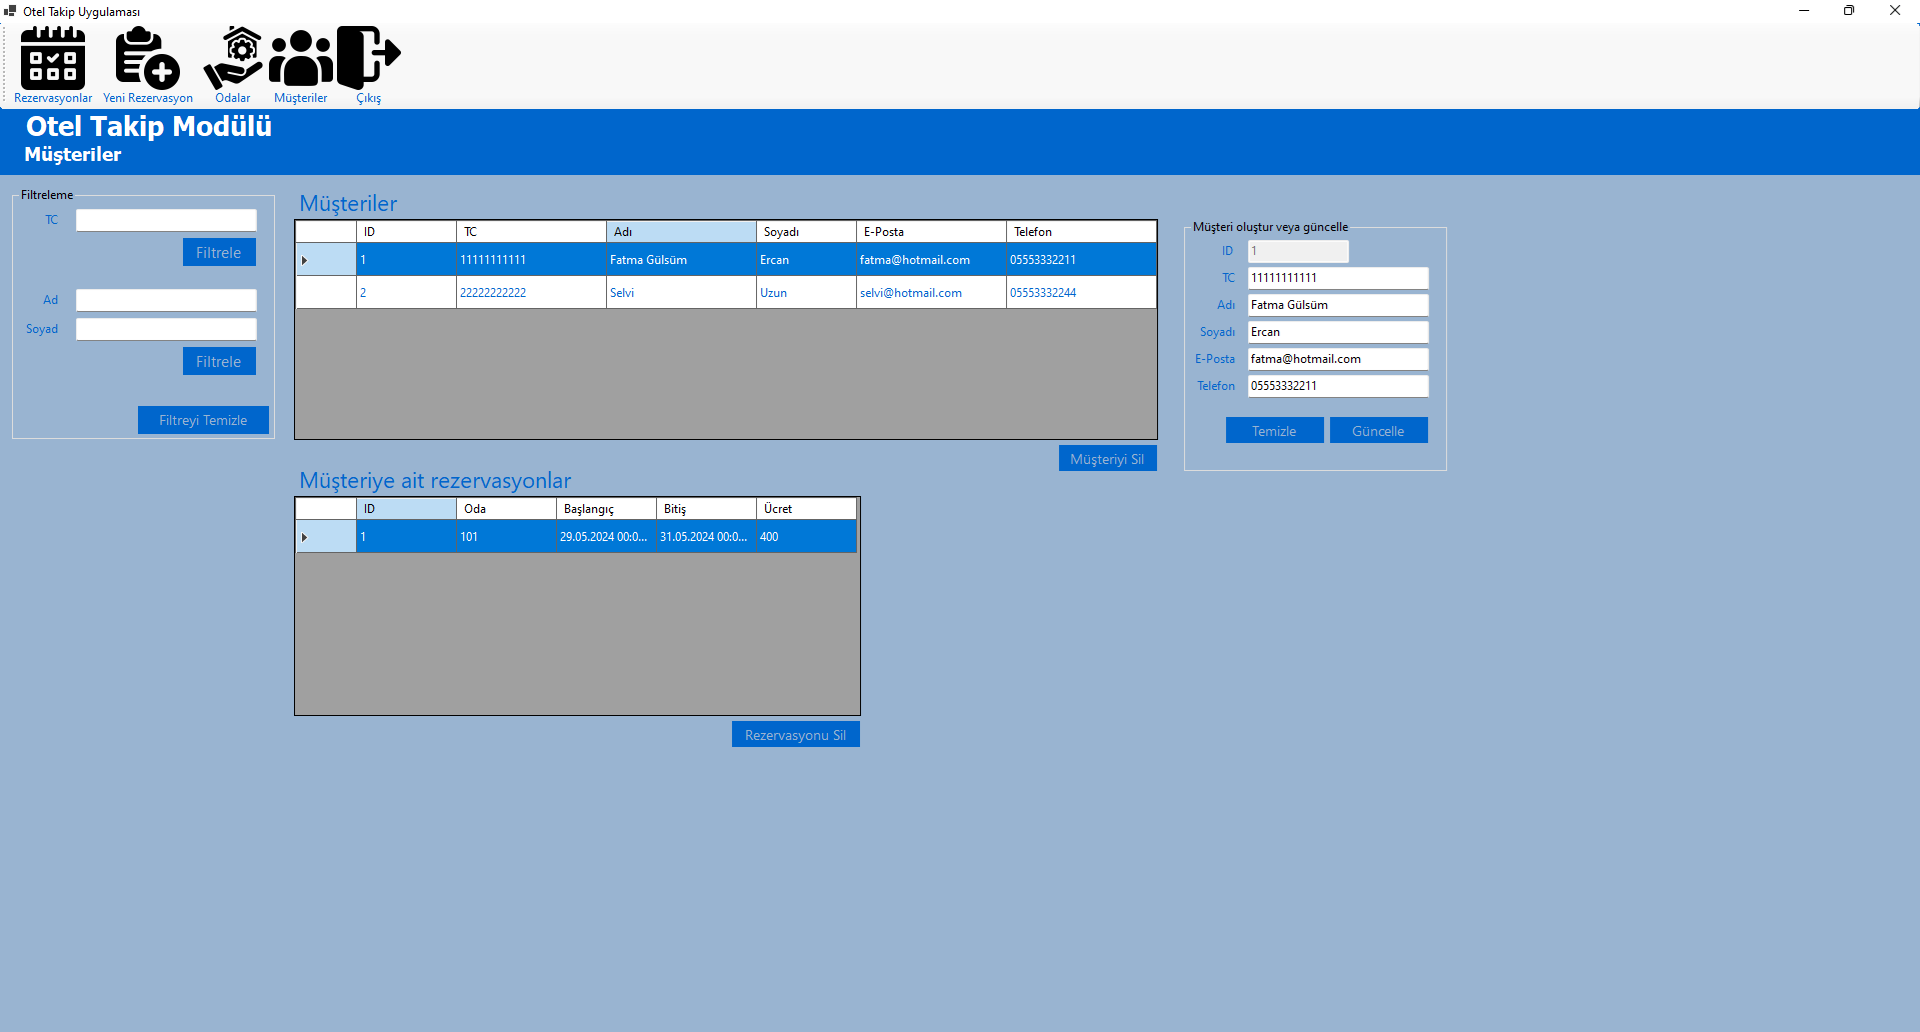 Otel Takip Uygulaması
Rezervasyonlar Yeni Rezervasyon Odalar Müşteriler Çıkış
Otel Takip Modülü
Müşteriler
Filtreleme
TC
Filtrele
Ad
Soyad
Filtrele
Filtreyi Temizle
Müşteriler
ID TC Adı Soyadı E-Posta Telefon
1 11111111111 Fatma Gülsüm Ercan fatma@hotmail.com 05553332211
2 22222222222 Selvi Uzun selvi@hotmail.com 05553332244
Müşteriyi Sil
Müşteriye ait rezervasyonlar
ID Oda Başlangıç Bitiş Ücret
1 101 29.05.2024 00:0... 31.05.2024 00:0... 400
Rezervasyonu Sil
Müşteri oluştur veya güncelle
ID 1
TC 11111111111
Adı Fatma Gülsüm
Soyadı Ercan
E-Posta fatma@hotmail.com
Telefon 05553332211
Temizle Güncelle